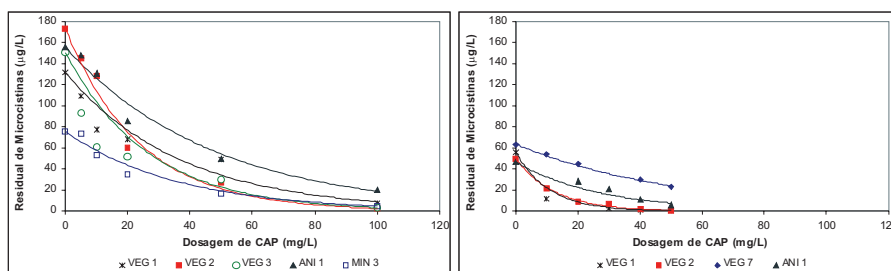 Residual de Microcistinas (µg/L)
180
160
140
120
100
80
60
40
20
0
0 20 40 60 80 100 120
Dosagem de CAP (mg/L)
VEG 1 VEG 2 VEG 3 ANI 1 MIN 3
Residual de Microcistinas (µg/L)
180
160
140
120
100
80
60
40
20
0
0 20 40 60 80 100 120
Dosagem de CAP (mg/L)
VEG 1 VEG 2 VEG 7 ANI 1